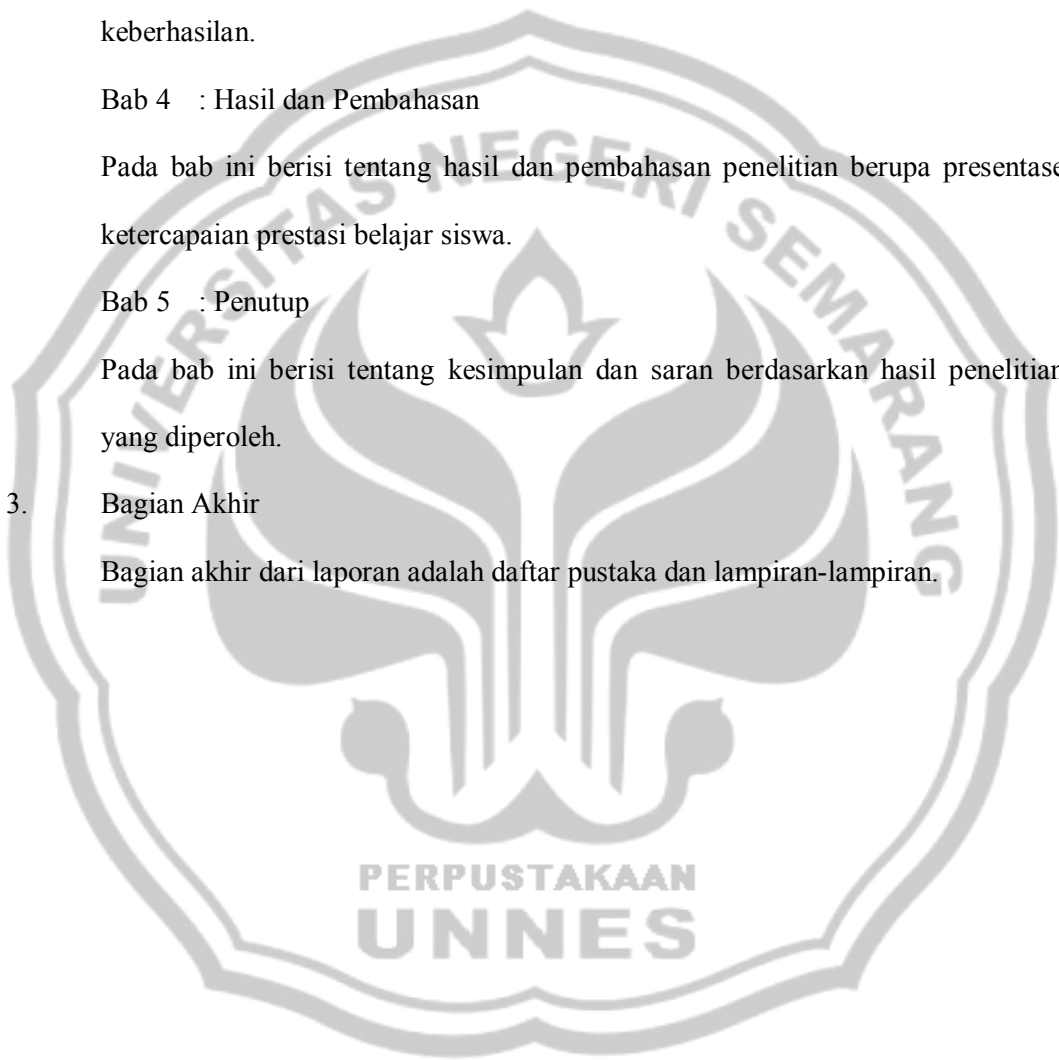 keberhasilan.
Bab 4 : Hasil dan Pembahasan
Pada bab ini berisi tentang hasil dan pembahasan penelitian berupa presentase
ketercapaian prestasi belajar siswa.
Bab 5 : Penutup
Pada bab ini berisi tentang kesimpulan dan saran berdasarkan hasil penelitian
yang diperoleh.
3. Bagian Akhir
Bagian akhir dari laporan adalah daftar pustaka dan lampiran-lampiran.
UNIVERSITAS NEGERI SEMARANG
PERPUSTAKAAN
UNNES